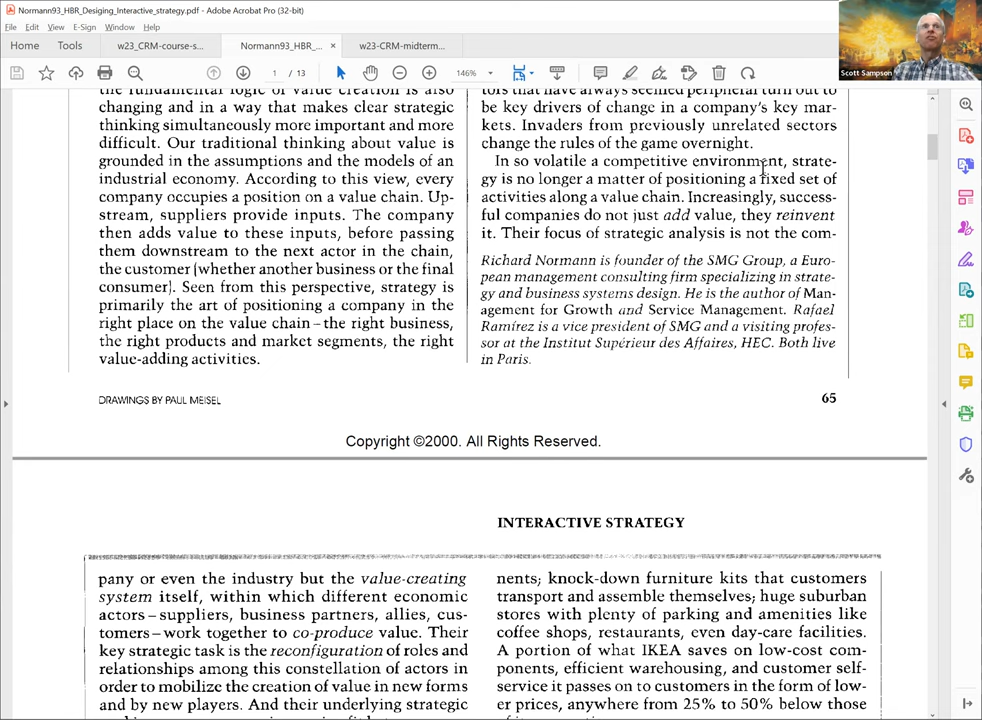 Normann93_HBR_Desiging_Interactive_strategy.pdf - Adobe Acrobat Pro (32-bit)
File Edit View E-Sign Window Help
Home Tools w23_CRM-course-s... Normann93_HBR_... × w23_CRM-midterm...
1 / 13 146%
Scott Sampson
the fundamental logic of value creation is also
changing and in a way that makes clear strategic
thinking simultaneously more important and more
difficult. Our traditional thinking about value is
grounded in the assumptions and the models of an
industrial economy. According to this view, every
company occupies a position on a value chain. Up-
stream, suppliers provide inputs. The company
then adds value to these inputs, before passing
them downstream to the next actor in the chain,
the customer (whether another business or the final
consumer). Seen from this perspective, strategy is
primarily the art of positioning a company in the
right place on the value chain – the right business,
the right products and market segments, the right
value-adding activities.
tors that have always seemed peripheral turn out to
be key drivers of change in a company's key mar-
kets. Invaders from previously unrelated sectors
change the rules of the game overnight.
In so volatile a competitive environment, strate-
gy is no longer a matter of positioning a fixed set of
activities along a value chain. Increasingly, success-
ful companies do not just add value, they reinvent
it. Their focus of strategic analysis is not the com-
Richard Normann is founder of the SMG Group, a Euro-
pean management consulting firm specializing in strate-
gy and business systems design. He is the author of Man-
agement for Growth and Service Management. Rafael
Ramírez is a vice president of SMG and a visiting profes-
sor at the Institut Supérieur des Affaires, HEC. Both live
in Paris.
DRAWINGS BY PAUL MEISEL
65
Copyright ©2000. All Rights Reserved.
INTERACTIVE STRATEGY
pany or even the industry but the value-creating
system itself, within which different economic
actors – suppliers, business partners, allies, cus-
tomers – work together to co-produce value. Their
key strategic task is the reconfiguration of roles and
relationships among this constellation of actors in
order to mobilize the creation of value in new forms
and by new players. And their underlying strategic
nents; knock-down furniture kits that customers
transport and assemble themselves; huge suburban
stores with plenty of parking and amenities like
coffee shops, restaurants, even day-care facilities.
A portion of what IKEA saves on low-cost com-
ponents, efficient warehousing, and customer self-
service it passes on to customers in the form of low-
er prices, anywhere from 25% to 50% below those